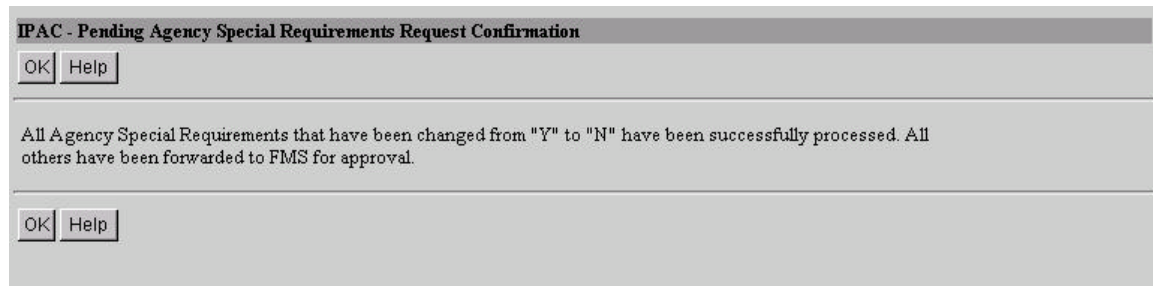 IPAC - Pending Agency Special Requirements Request Confirmation
OK Help
All Agency Special Requirements that have been changed from "Y" to "N" have been successfully processed. All
others have been forwarded to FMS for approval.
OK Help